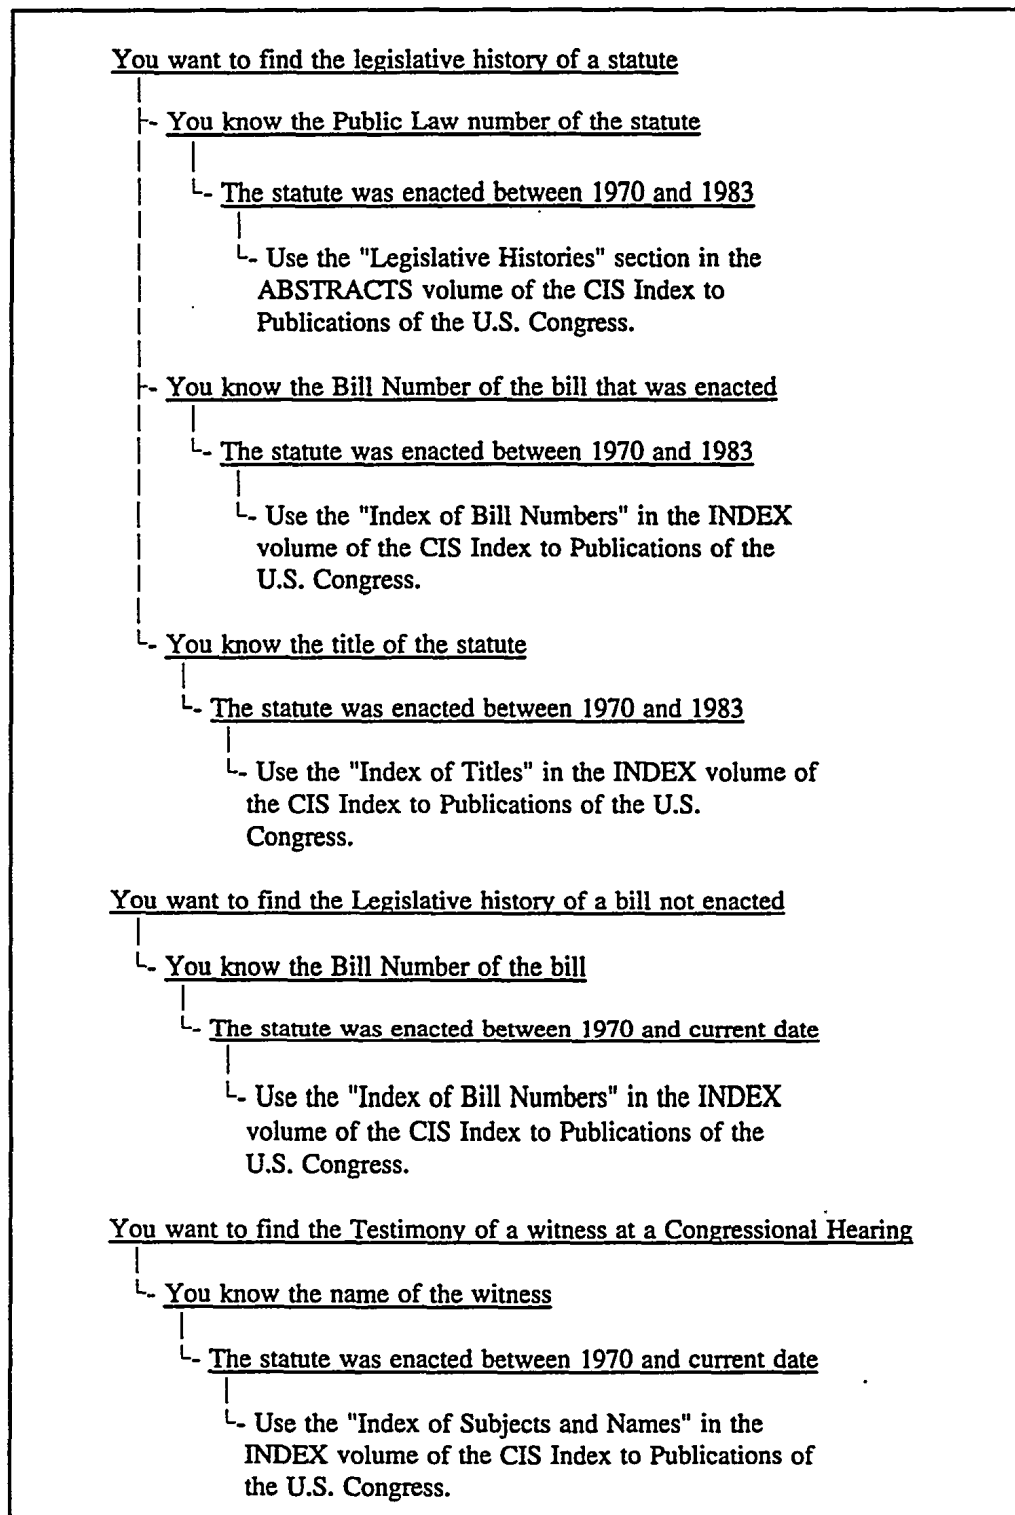 You want to find the legislative history of a statute
You know the Public Law number of the statute
The statute was enacted between 1970 and 1983
Use the "Legislative Histories" section in the
ABSTRACTS volume of the CIS Index to
Publications of the U.S. Congress.
You know the Bill Number of the bill that was enacted
The statute was enacted between 1970 and 1983
Use the "Index of Bill Numbers" in the INDEX
volume of the CIS Index to Publications of the
U.S. Congress.
You know the title of the statute
The statute was enacted between 1970 and 1983
Use the "Index of Titles" in the INDEX volume of
the CIS Index to Publications of the U.S.
Congress.
You want to find the Legislative history of a bill not enacted
You know the Bill Number of the bill
The statute was enacted between 1970 and current date
Use the "Index of Bill Numbers" in the INDEX
volume of the CIS Index to Publications of the
U.S. Congress.
You want to find the Testimony of a witness at a Congressional Hearing
You know the name of the witness
The statute was enacted between 1970 and current date
Use the "Index of Subjects and Names" in the
INDEX volume of the CIS Index to Publications of
the U.S. Congress.